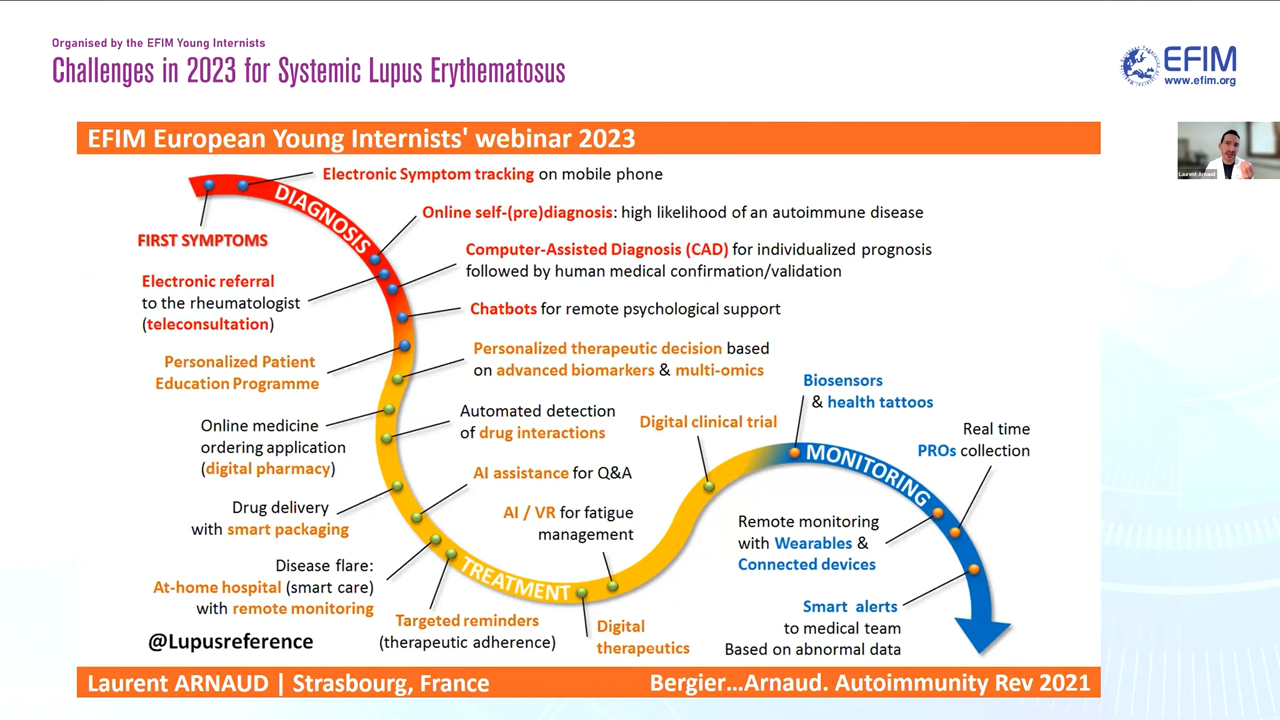 Organised by the EFIM Young Internists
Challenges in 2023 for Systemic Lupus Erythematosus
EFIM
www.efim.org
EFIM European Young Internists' webinar 2023
Laurent Arnaud
Electronic Symptom tracking on mobile phone
DIAGNOSIS
FIRST SYMPTOMS
Online self-(pre)diagnosis: high likelihood of an autoimmune disease
Computer-Assisted Diagnosis (CAD) for individualized prognosis
followed by human medical confirmation/validation
Electronic referral
to the rheumatologist
(teleconsultation)
Chatbots for remote psychological support
Personalized Patient
Education Programme
Personalized therapeutic decision based
on advanced biomarkers & multi-omics
Online medicine
ordering application
(digital pharmacy)
Automated detection
of drug interactions
Drug delivery
with smart packaging
AI assistance for Q&A
Disease flare:
At-home hospital (smart care)
with remote monitoring
Targeted reminders
(therapeutic adherence)
TREATMENT
Digital
therapeutics
AI / VR for fatigue
management
Digital clinical trial
Biosensors
& health tattoos
MONITORING
Real time
PROs collection
Remote monitoring
with Wearables &
Connected devices
Smart alerts
to medical team
Based on abnormal data
@Lupusreference
Laurent ARNAUD | Strasbourg, France
Bergier...Arnaud. Autoimmunity Rev 2021